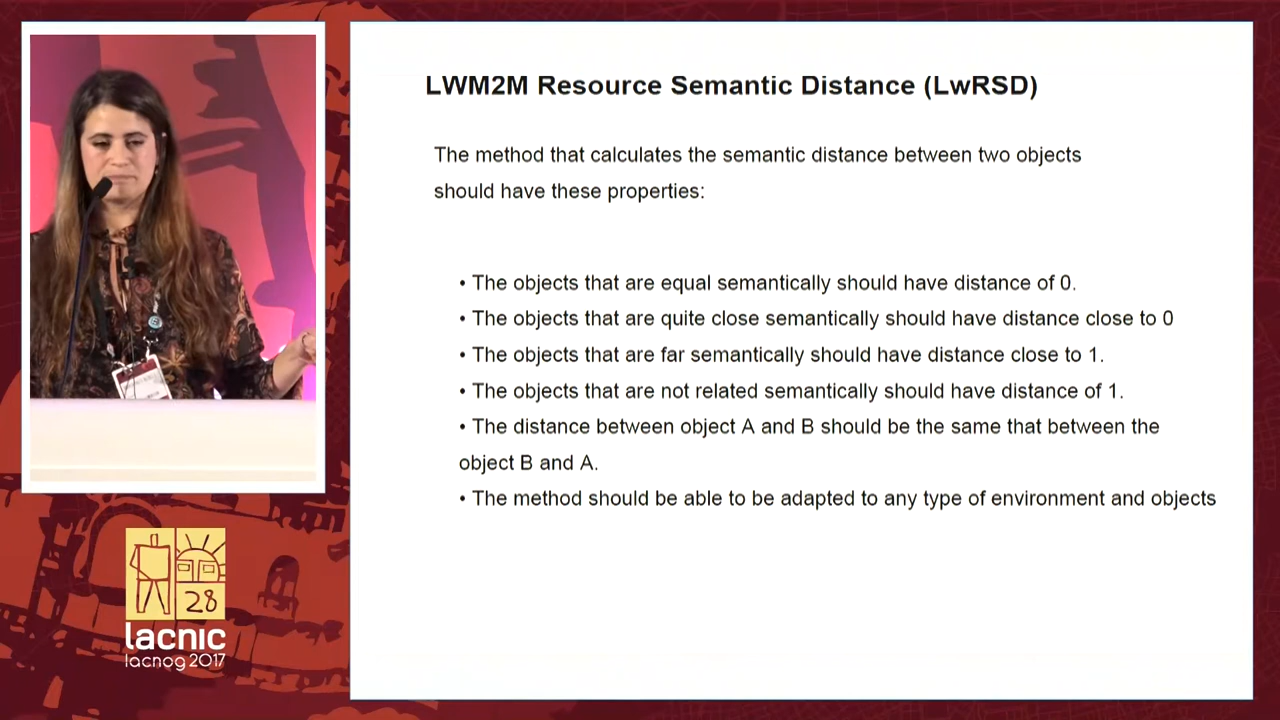 LWM2M Resource Semantic Distance (LwRSD)
The method that calculates the semantic distance between two objects
should have these properties:
• The objects that are equal semantically should have distance of 0.
• The objects that are quite close semantically should have distance close to 0
• The objects that are far semantically should have distance close to 1.
• The objects that are not related semantically should have distance of 1.
• The distance between object A and B should be the same that between the
object B and A.
• The method should be able to be adapted to any type of environment and objects
28
lacnic
lacnog 2017